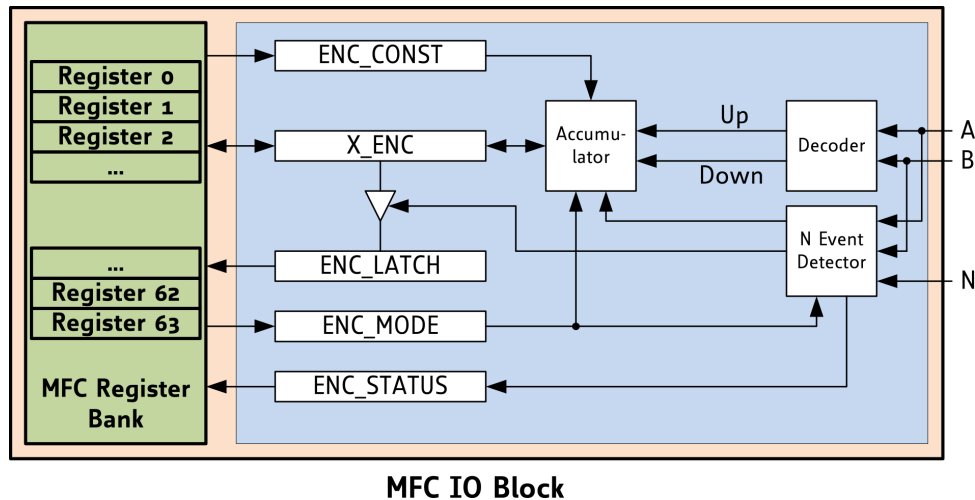 ENC_CONST
Register 0
Register 1
Register 2
...
X_ENC
Accumu-
lator
Up
Down
Decoder
A
B
N Event
Detector
N
...
Register 62
Register 63
ENC_LATCH
ENC_MODE
ENC_STATUS
MFC Register
Bank
MFC IO Block